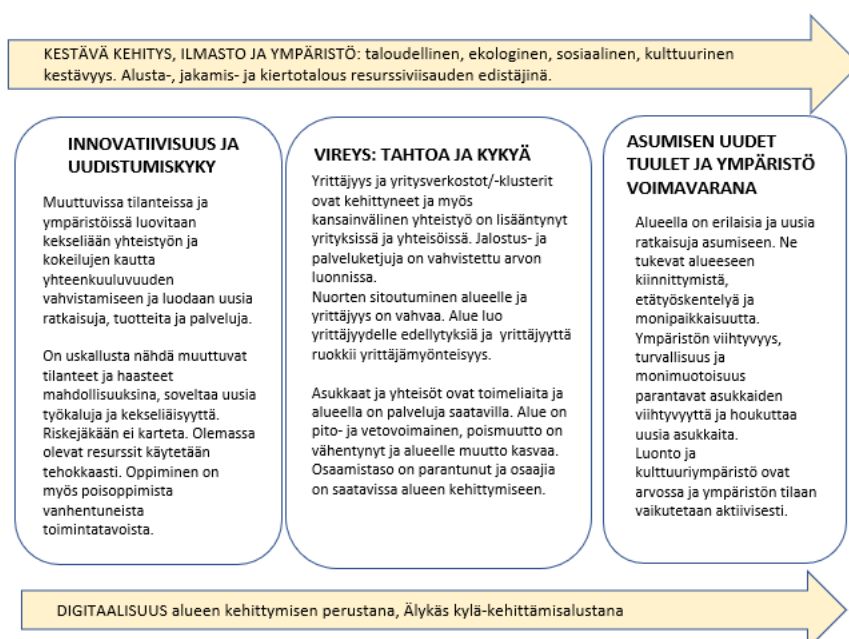 KESTÄVÄ KEHITYS, ILMASTO JA YMPÄRISTÖ: taloudellinen, ekologinen, sosiaalinen, kulttuurinen
kestävyys. Alusta-, jakamis- ja kiertotalous resurssiviisauden edistäjinä.
INNOVATIIVISUUS JA
UUDISTUMISKYKY
Muuttuvissa tilanteissa ja
ympäristöissä luovitaan
kekseliään yhteistyön ja
kokeilujen kautta
yhteenkuuluvuuden
vahvistamiseen ja luodaan uusia
ratkaisuja, tuotteita ja palveluja.
On uskallusta nähdä muuttuvat
tilanteet ja haasteet
mahdollisuuksina, soveltaa uusia
työkaluja ja kekseliäisyyttä.
Riskejäkään ei karteta. Olemassa
olevat resurssit käytetään
tehokkaasti. Oppiminen on
myös poisoppimista
vanhentuneista
toimintatavoista.
VIREYS: TAHTOA JA KYKYÄ
Yrittäjyys ja yritysverkostot/-klusterit
ovat kehittyneet ja myös
kansainvälinen yhteistyö on lisääntynyt
yrityksissä ja yhteisöissä. Jalostus- ja
palveluketjuja on vahvistettu arvon
luonnissa.
Nuorten sitoutuminen alueelle ja
yrittäjyys on vahvaa. Alue luo
yrittäjyydelle edellytyksiä ja yrittäjyyttä
ruokkii yrittäjämyönteisyys.
Asukkaat ja yhteisöt ovat toimeliaita ja
alueella on palveluja saatavilla. Alue on
pito- ja vetovoimainen, poismuutto on
vähentynyt ja alueelle muutto kasvaa.
Osaamistaso on parantunut ja osaajia
on saatavissa alueen kehittymiseen.
ASUMISEN UUDET
TUULET JA YMPÄRISTÖ
VOIMAVARANA
Alueella on erilaisia ja uusia
ratkaisuja asumiseen. Ne
tukevat alueeseen
kiinnittymistä,
etätyöskentelyä ja
monipaikkaisuutta.
Ympäristön viihtyvyys,
turvallisuus ja
monimuotoisuus
parantavat asukkaiden
viihtyvyyttä ja houkuttaa
uusia asukkaita.
Luonto ja
kulttuuriympäristö ovat
arvossa ja ympäristön tilaan
vaikutetaan aktiivisesti.
DIGITAALISUUS alueen kehittymisen perustana, Älykäs kylä-kehittämisalustana